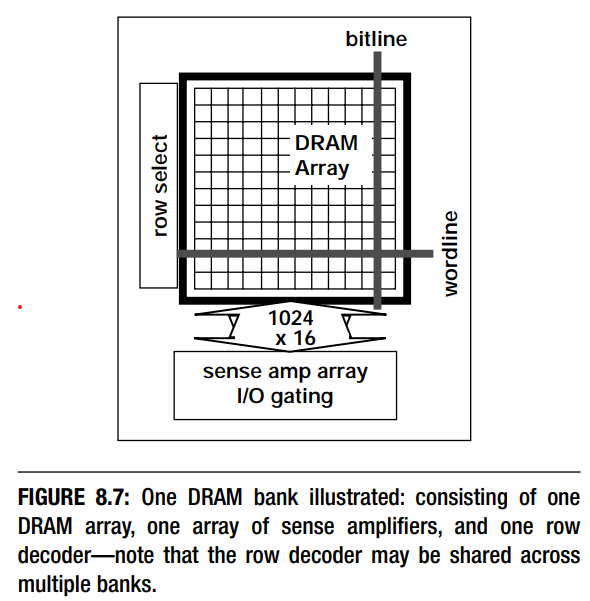 bitline
row select
DRAM
Array
wordline
1024
x 16
sense amp array
I/O gating
FIGURE 8.7: One DRAM bank illustrated: consisting of one
DRAM array, one array of sense amplifiers, and one row
decoder—note that the row decoder may be shared across
multiple banks.